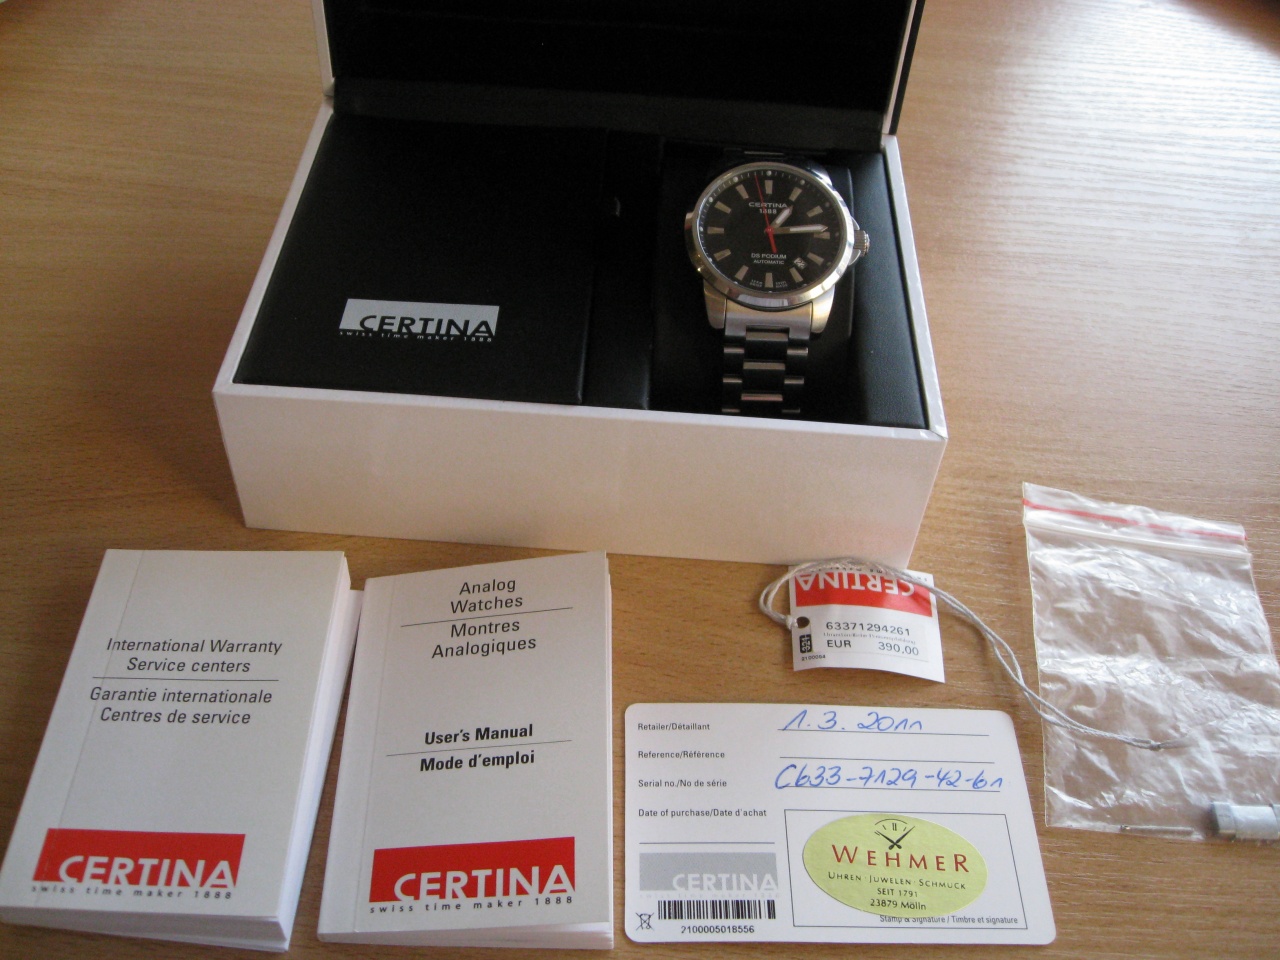 CERTINA
1888
DS PODIUM
AUTOMATIC
CERTINA
swiss time maker 1888
International Warranty
Service centers
Garantie internationale
Centres de service
CERTINA
swiss time maker 1888
Analog
Watches
Montres
Analogiques
User's Manual
Mode d'emploi
CERTINA
swiss time maker 1888
CERTINA
63371294261
EUR 390,00
Retailer/Détaillant 1.3.2011
Reference/Référence
Serial no./No de série C633-7129-42-61
Date of purchase/Date d'achat
CERTINA
2100005018556
WEHMER
UHREN · JUWELEN · SCHMUCK
SEIT 1791
23879 Mölln
Stamp & Signature / Timbre et signature